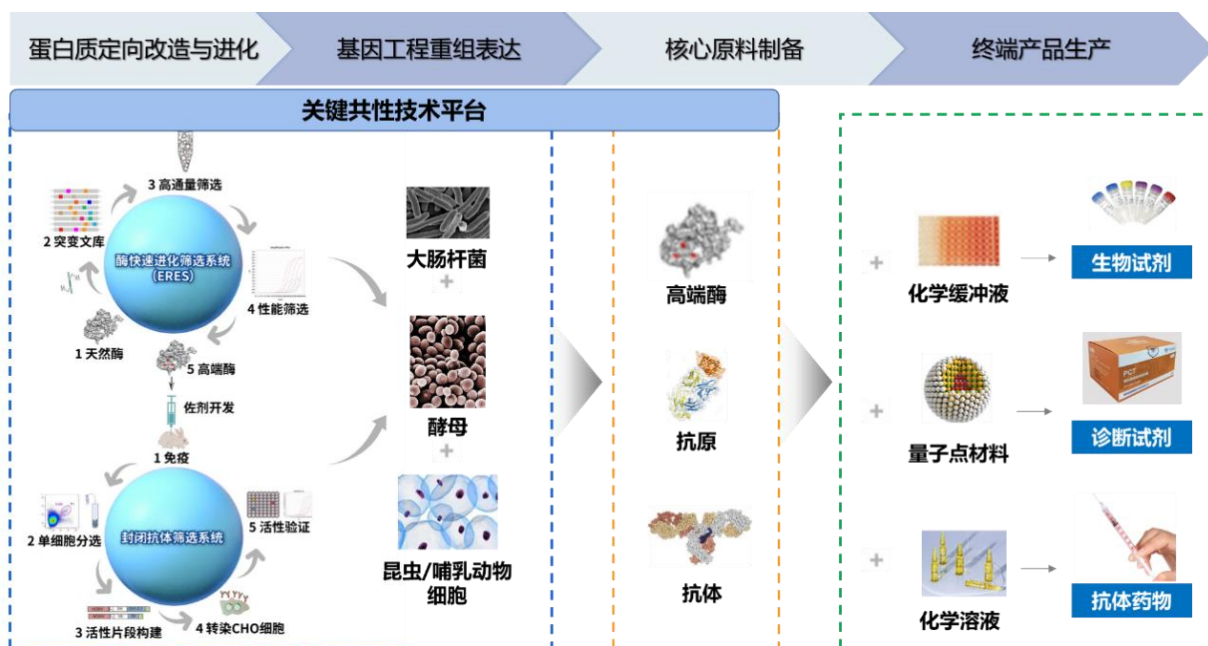 蛋白质定向改造与进化
基因工程重组表达
核心原料制备
终端产品生产
关键共性技术平台
3 高通量筛选
2 突变文库
酶快速进化筛选系统
(ERES)
4 性能筛选
1 天然酶
5 高端酶
佐剂开发
1 免疫
2 单细胞分选
封闭抗体筛选系统
5 活性验证
3 活性片段构建
4 转染CHO细胞
大肠杆菌
+
酵母
+
昆虫/哺乳动物
细胞
高端酶
抗原
抗体
+
化学缓冲液
生物试剂
+
量子点材料
PCT
诊断试剂
+
化学溶液
抗体药物